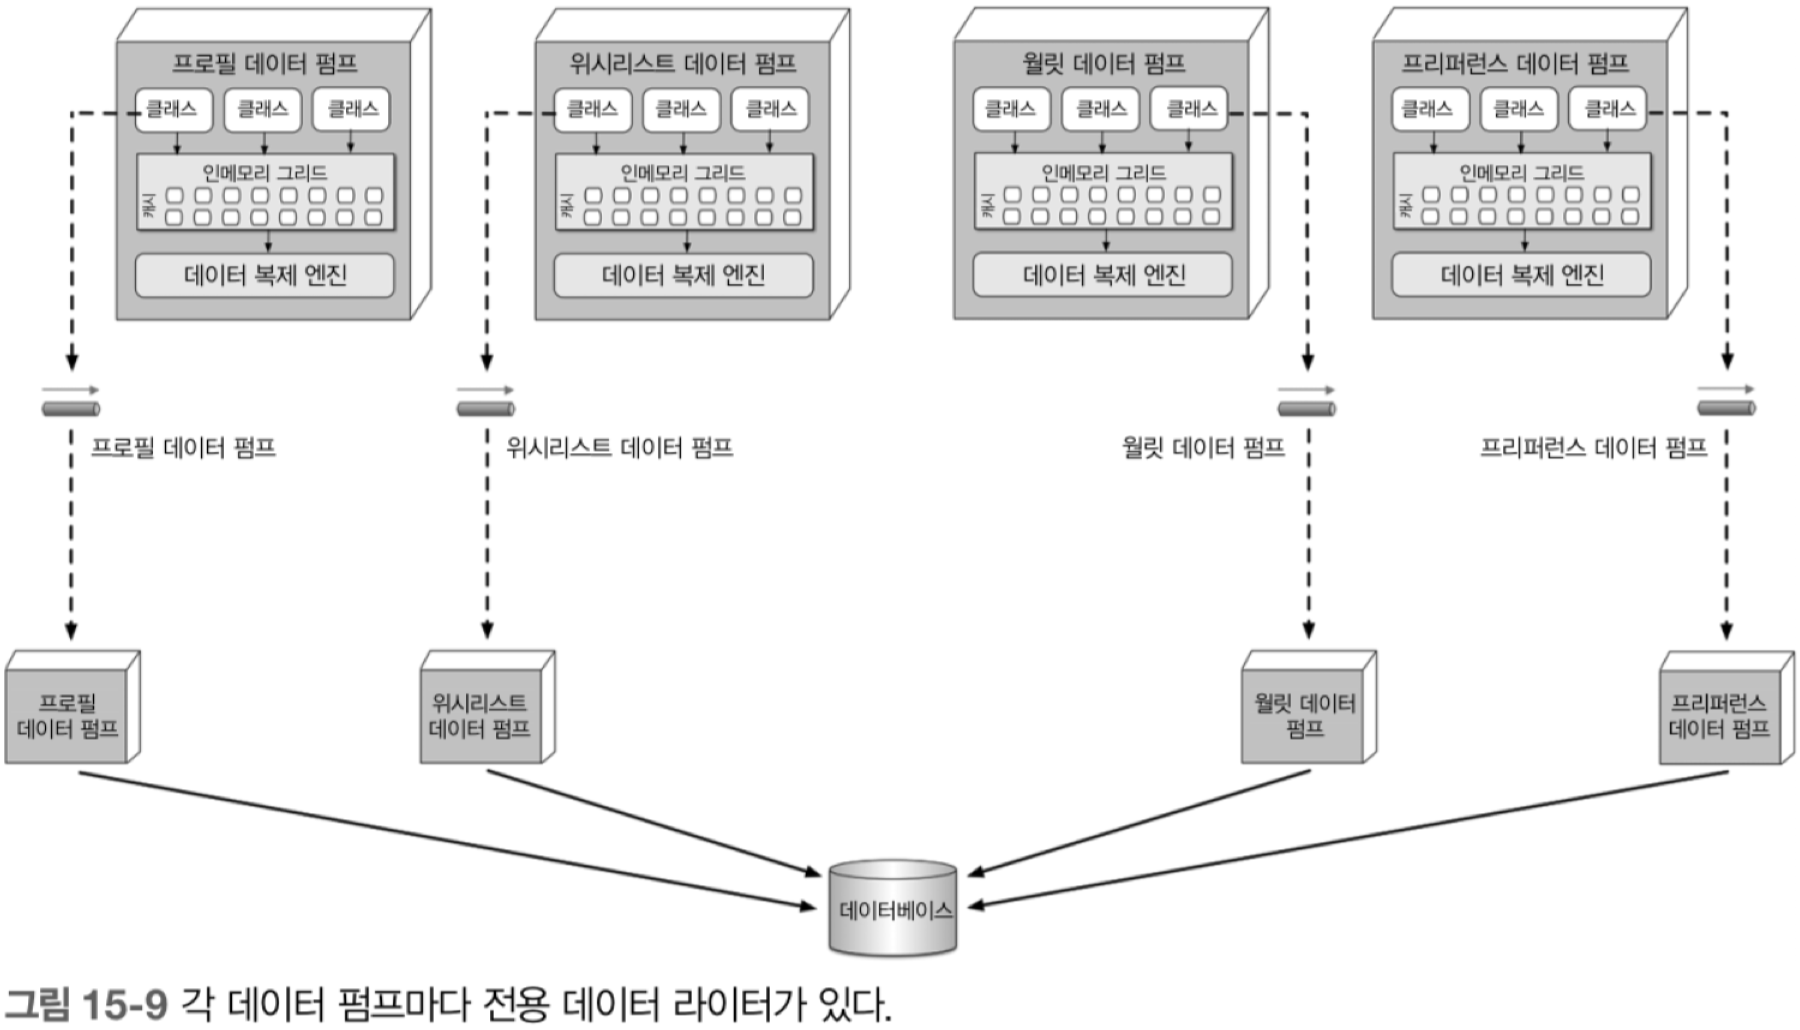 프로필 데이터 펌프
클래스 클래스 클래스
인메모리 그리드
캐시
데이터 복제 엔진
위시리스트 데이터 펌프
클래스 클래스 클래스
인메모리 그리드
캐시
데이터 복제 엔진
월릿 데이터 펌프
클래스 클래스 클래스
인메모리 그리드
캐시
데이터 복제 엔진
프리퍼런스 데이터 펌프
클래스 클래스 클래스
인메모리 그리드
캐시
데이터 복제 엔진
프로필 데이터 펌프
위시리스트 데이터 펌프
월릿 데이터 펌프
프리퍼런스 데이터 펌프
프로필
데이터 펌프
위시리스트
데이터 펌프
월릿 데이터
펌프
프리퍼런스
데이터 펌프
데이터베이스
그림 15-9 각 데이터 펌프마다 전용 데이터 라이터가 있다.